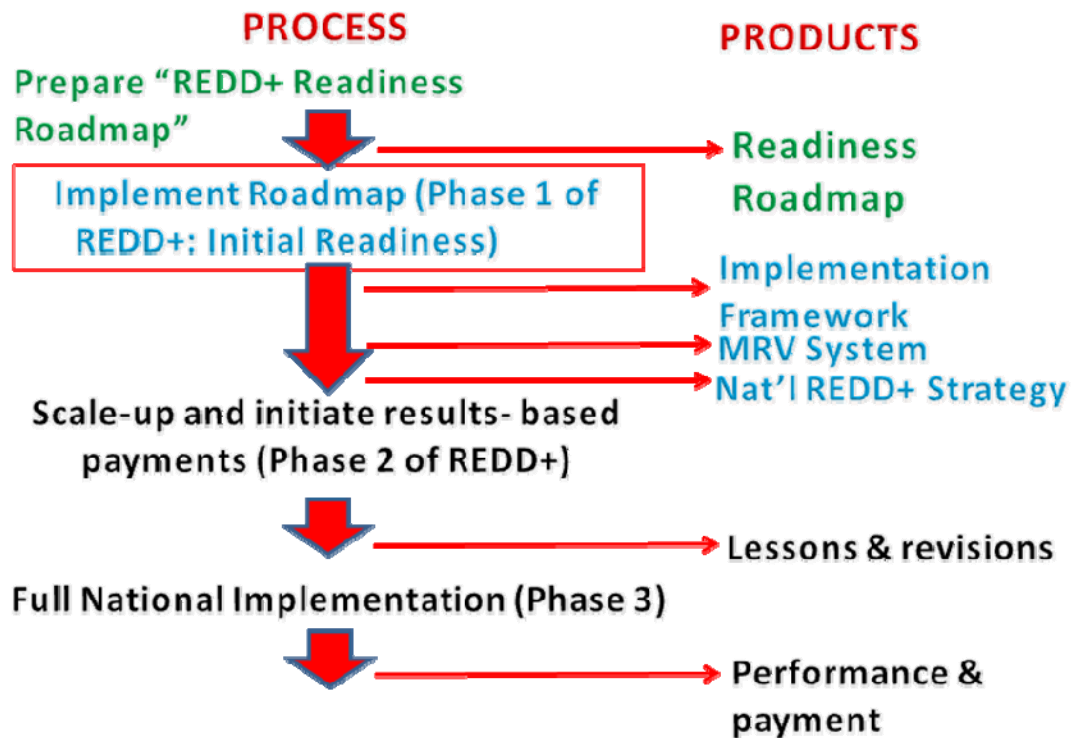 PROCESS
PRODUCTS
Prepare “REDD+ Readiness
Roadmap”
Readiness
Roadmap
Implement Roadmap (Phase 1 of
REDD+: Initial Readiness)
Implementation
Framework
MRV System
Nat’l REDD+ Strategy
Scale-up and initiate results- based
payments (Phase 2 of REDD+)
Lessons & revisions
Full National Implementation (Phase 3)
Performance &
payment